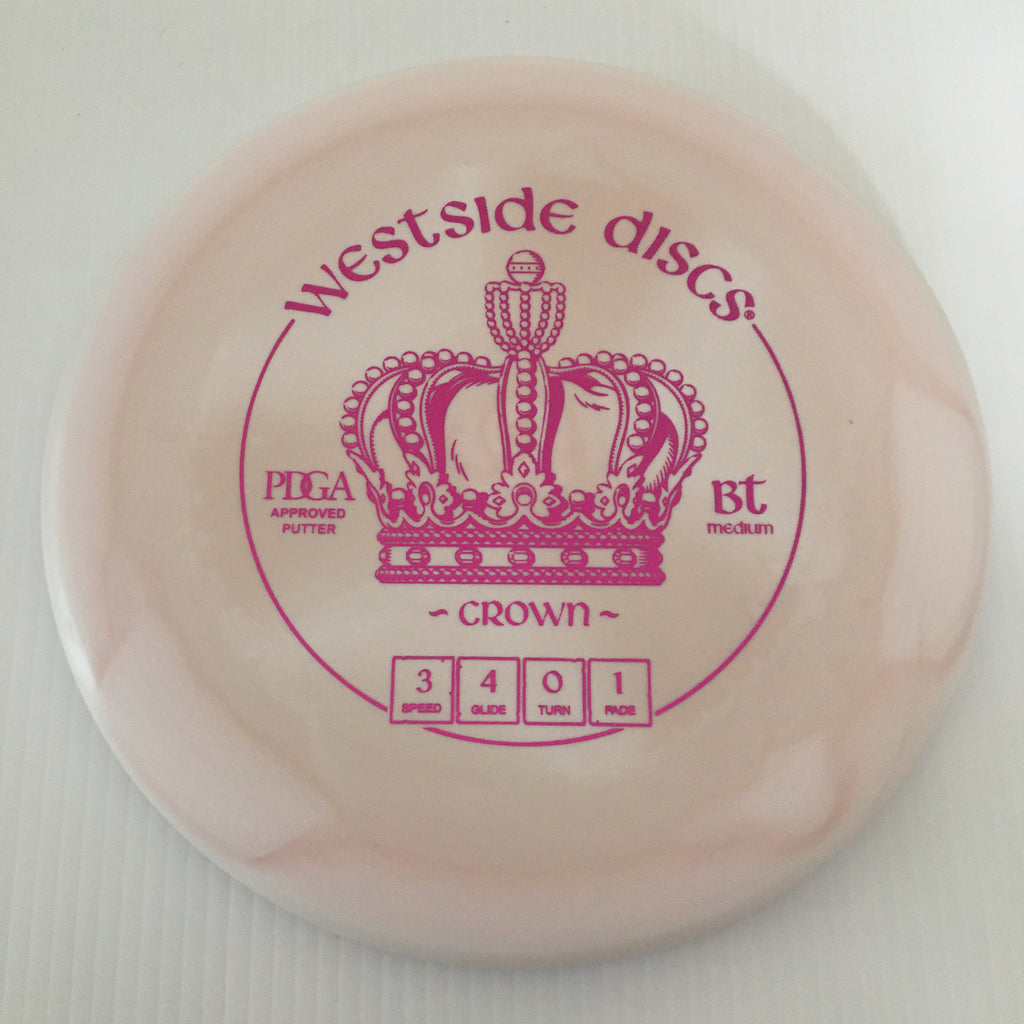 Westside Discs®
PDGA
APPROVED
PUTTER
BT
medium
~ CROWN ~
3 4 0 1
SPEED GLIDE TURN FADE